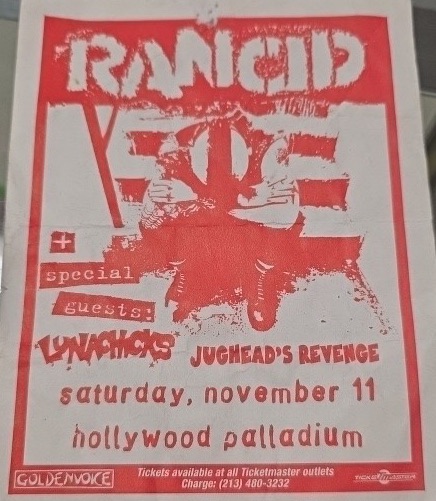 RANCID
+
special
guests:
LUNACHICKS JUGHEAD'S REVENGE
saturday, november 11
hollywood palladium
GOLDENVOICE Tickets available at all Ticketmaster outlets TICKETMASTER
Charge: (213) 480-3232